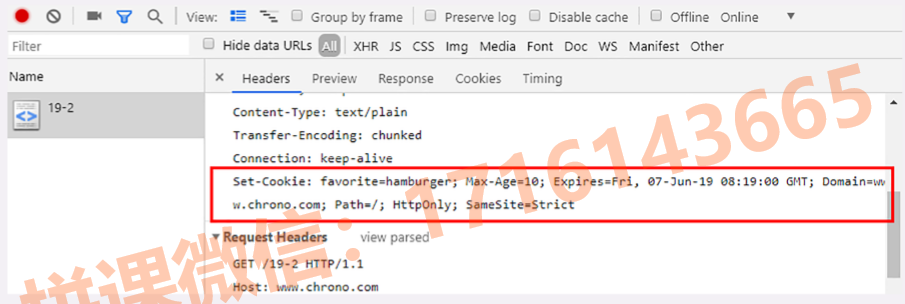 View: Group by frame Preserve log Disable cache Offline Online
Filter Hide data URLs All XHR JS CSS Img Media Font Doc WS Manifest Other
Name
19-2
× Headers Preview Response Cookies Timing
Content-Type: text/plain
Transfer-Encoding: chunked
Connection: keep-alive
Set-Cookie: favorite=hamburger; Max-Age=10; Expires=Fri, 07-Jun-19 08:19:00 GMT; Domain=ww
w.chrono.com; Path=/; HttpOnly; SameSite=Strict
Request Headers view parsed
GET /19-2 HTTP/1.1
Host: www.chrono.com
拼课微信：1716143665